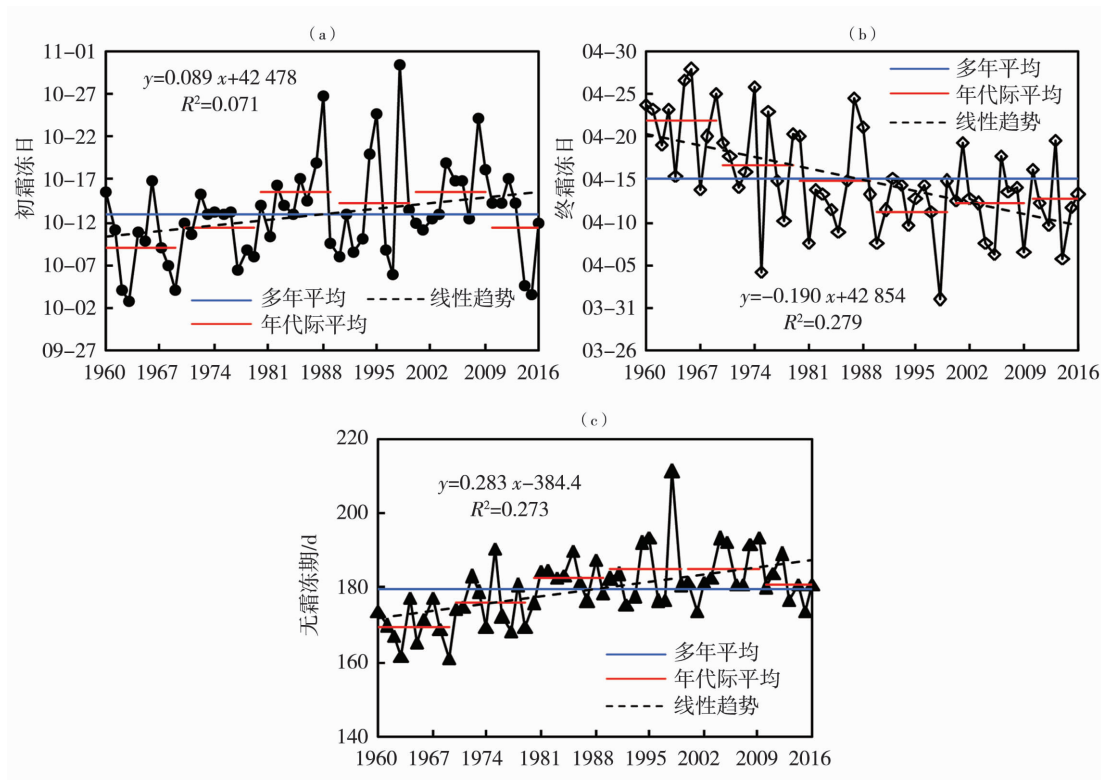 (a)
11-01
10-27
10-22
10-17
10-12
10-07
10-02
09-27
初霜冻日
y=0.089 x+42 478
R²=0.071
多年平均
线性趋势
年代际平均
1960 1967 1974 1981 1988 1995 2002 2009 2016
(b)
04-30
04-25
04-20
04-15
04-10
04-05
03-31
03-26
终霜冻日
多年平均
年代际平均
线性趋势
y=−0.190 x+42 854
R²=0.279
1960 1967 1974 1981 1988 1995 2002 2009 2016
(c)
220
200
180
160
140
无霜冻期/d
y=0.283 x−384.4
R²=0.273
多年平均
年代际平均
线性趋势
1960 1967 1974 1981 1988 1995 2002 2009 2016